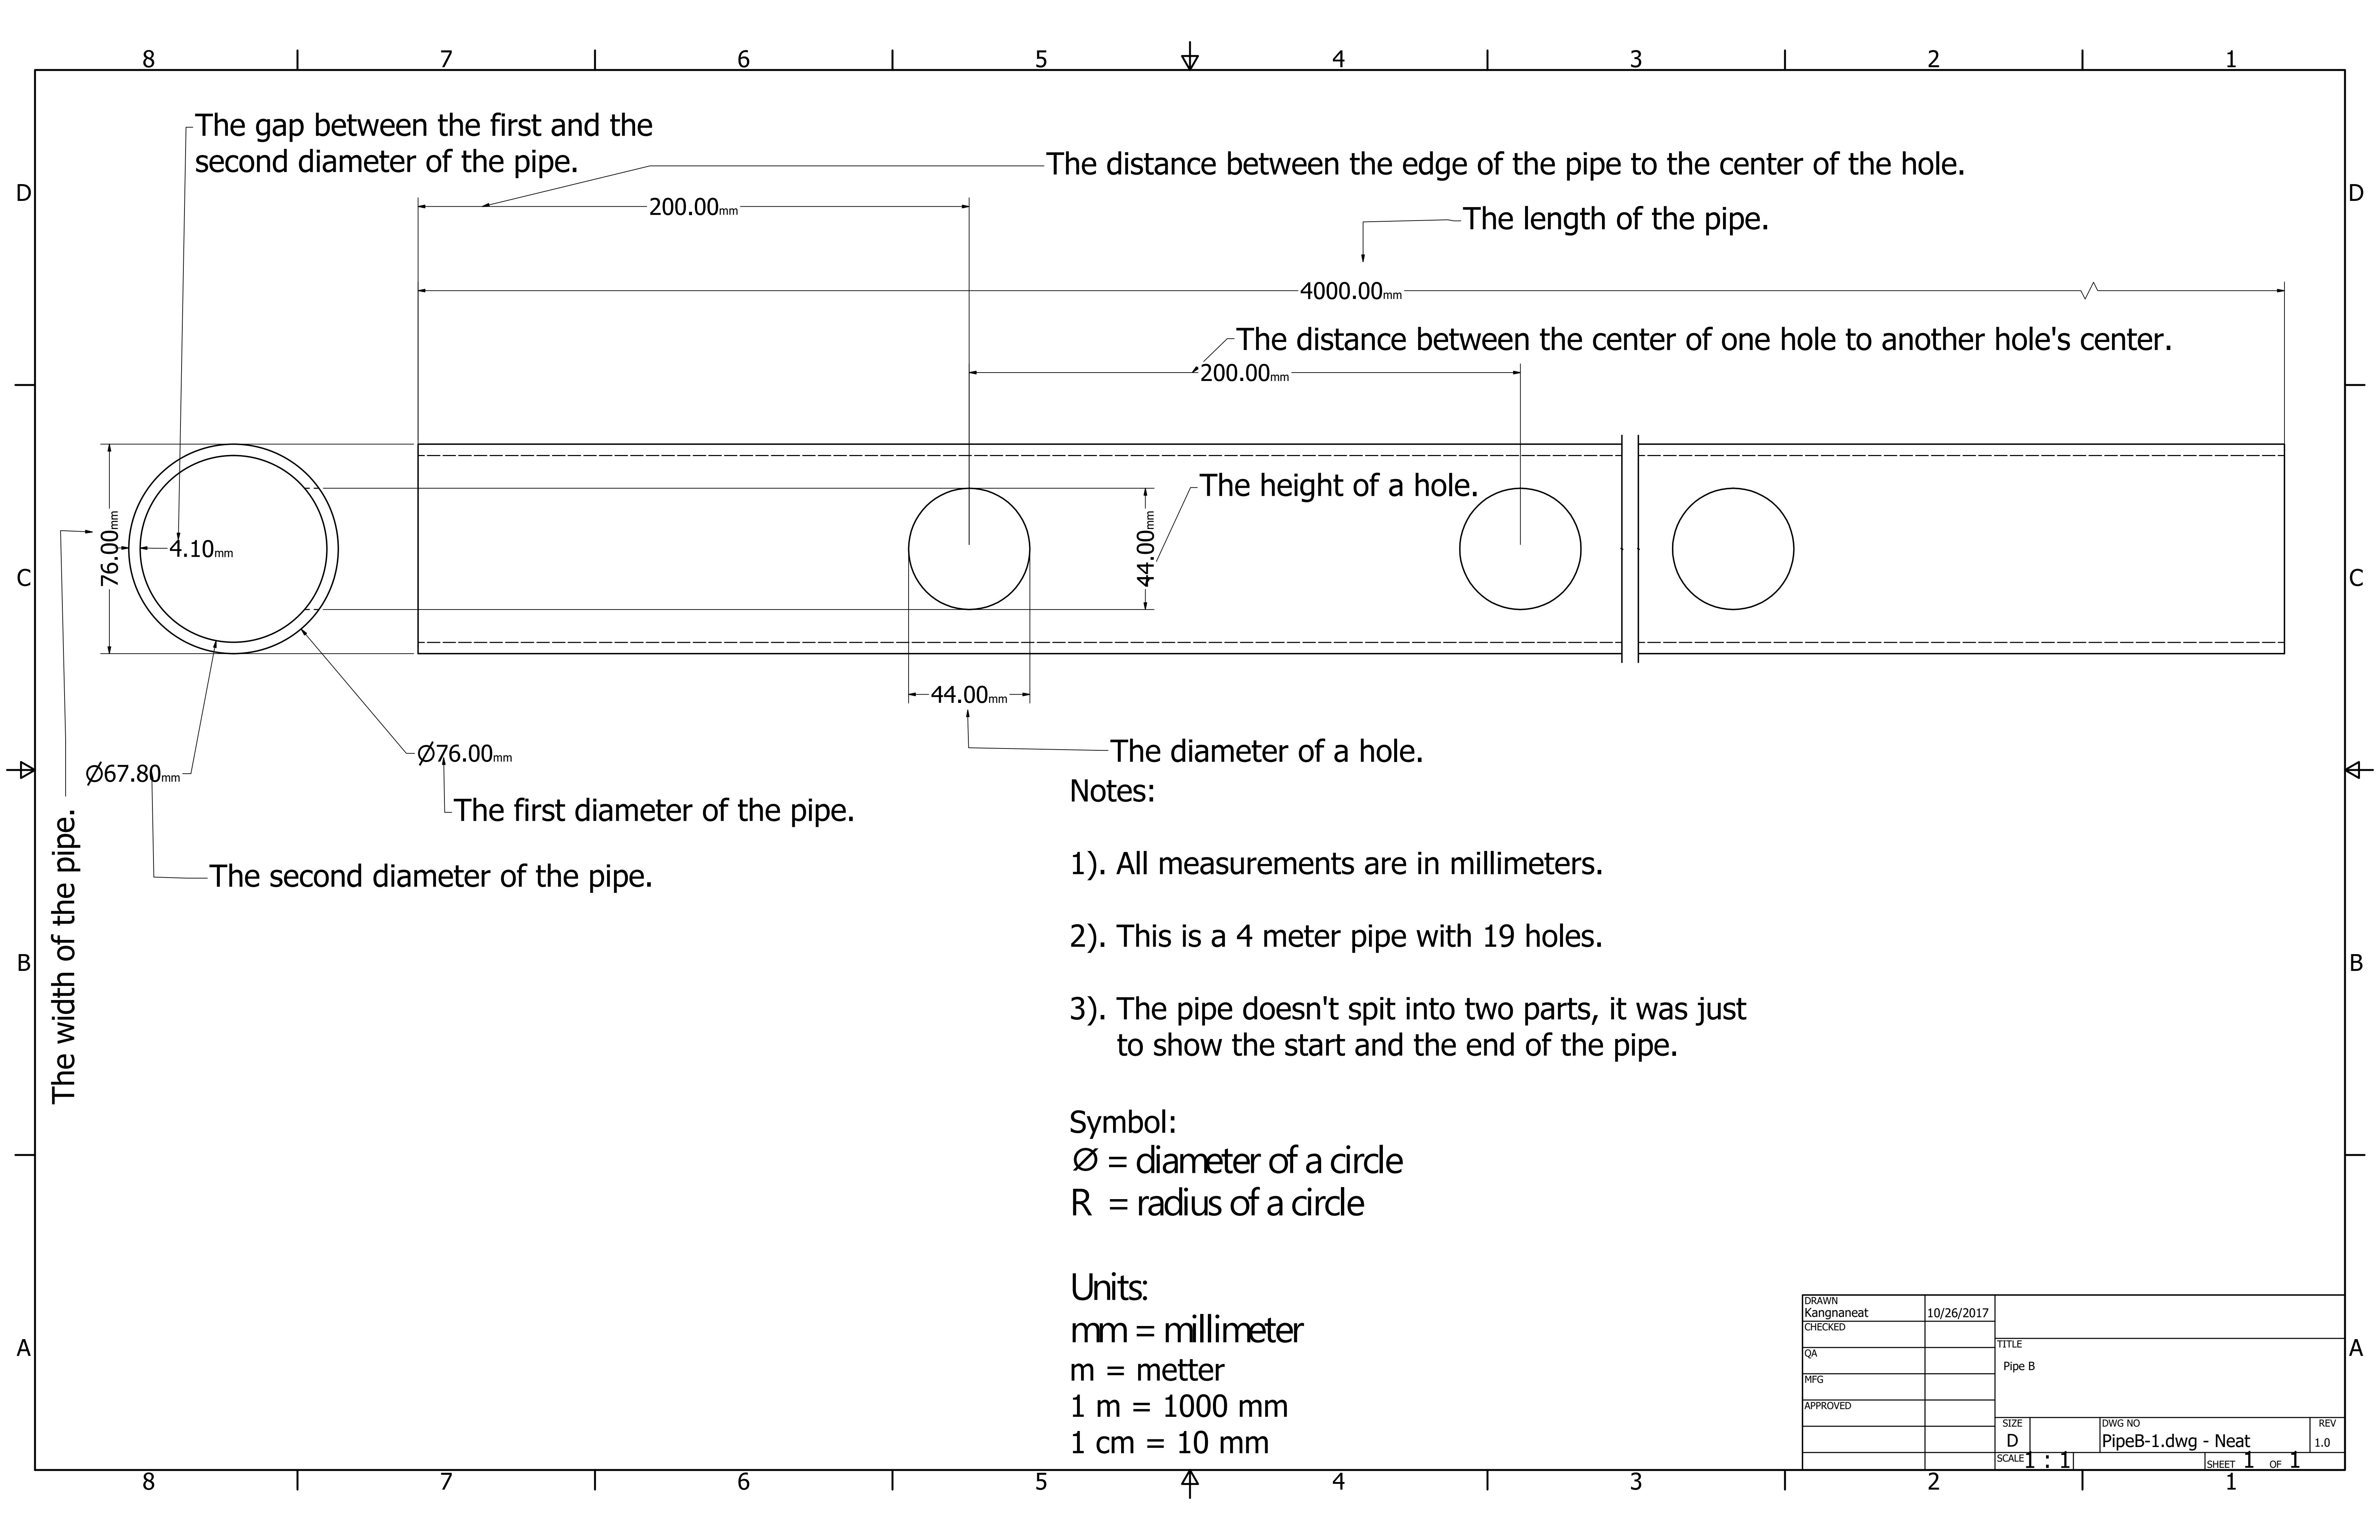 8 7 6 5 4 3 2 1
The gap between the first and the
second diameter of the pipe.
The distance between the edge of the pipe to the center of the hole.
D D
200.00mm
The length of the pipe.
4000.00mm
The distance between the center of one hole to another hole's center.
200.00mm
The height of a hole.
76.00mm
4.10mm
44.00mm
C C
44.00mm
Ø76.00mm
The diameter of a hole.
Ø67.80mm
The first diameter of the pipe.
The second diameter of the pipe.
The width of the pipe.
Notes:
1). All measurements are in millimeters.
2). This is a 4 meter pipe with 19 holes.
B B
3). The pipe doesn't spit into two parts, it was just
to show the start and the end of the pipe.
Symbol:
Ø = diameter of a circle
R = radius of a circle
Units:
mm = millimeter
m = metter
1 m = 1000 mm
1 cm = 10 mm
A A
DRAWN
Kangnaneat 10/26/2017
CHECKED
QA
MFG
APPROVED
TITLE
Pipe B
SIZE
D
DWG NO
PipeB-1.dwg - Neat
REV
1.0
SCALE 1 : 1
SHEET 1 OF 1
8 7 6 5 4 3 2 1